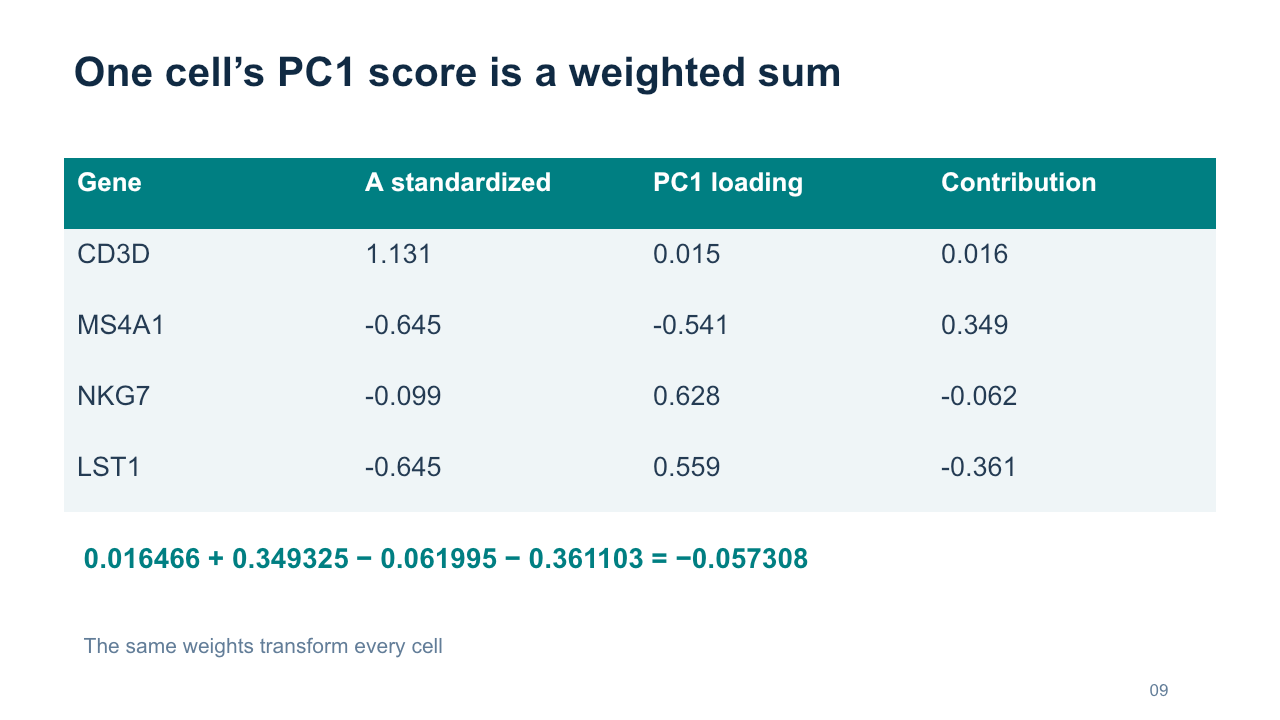 One cell’s PC1 score is a weighted sum
Gene A standardized PC1 loading Contribution
CD3D 1.131 0.015 0.016
MS4A1 -0.645 -0.541 0.349
NKG7 -0.099 0.628 -0.062
LST1 -0.645 0.559 -0.361
0.016466 + 0.349325 − 0.061995 − 0.361103 = −0.057308
The same weights transform every cell
09